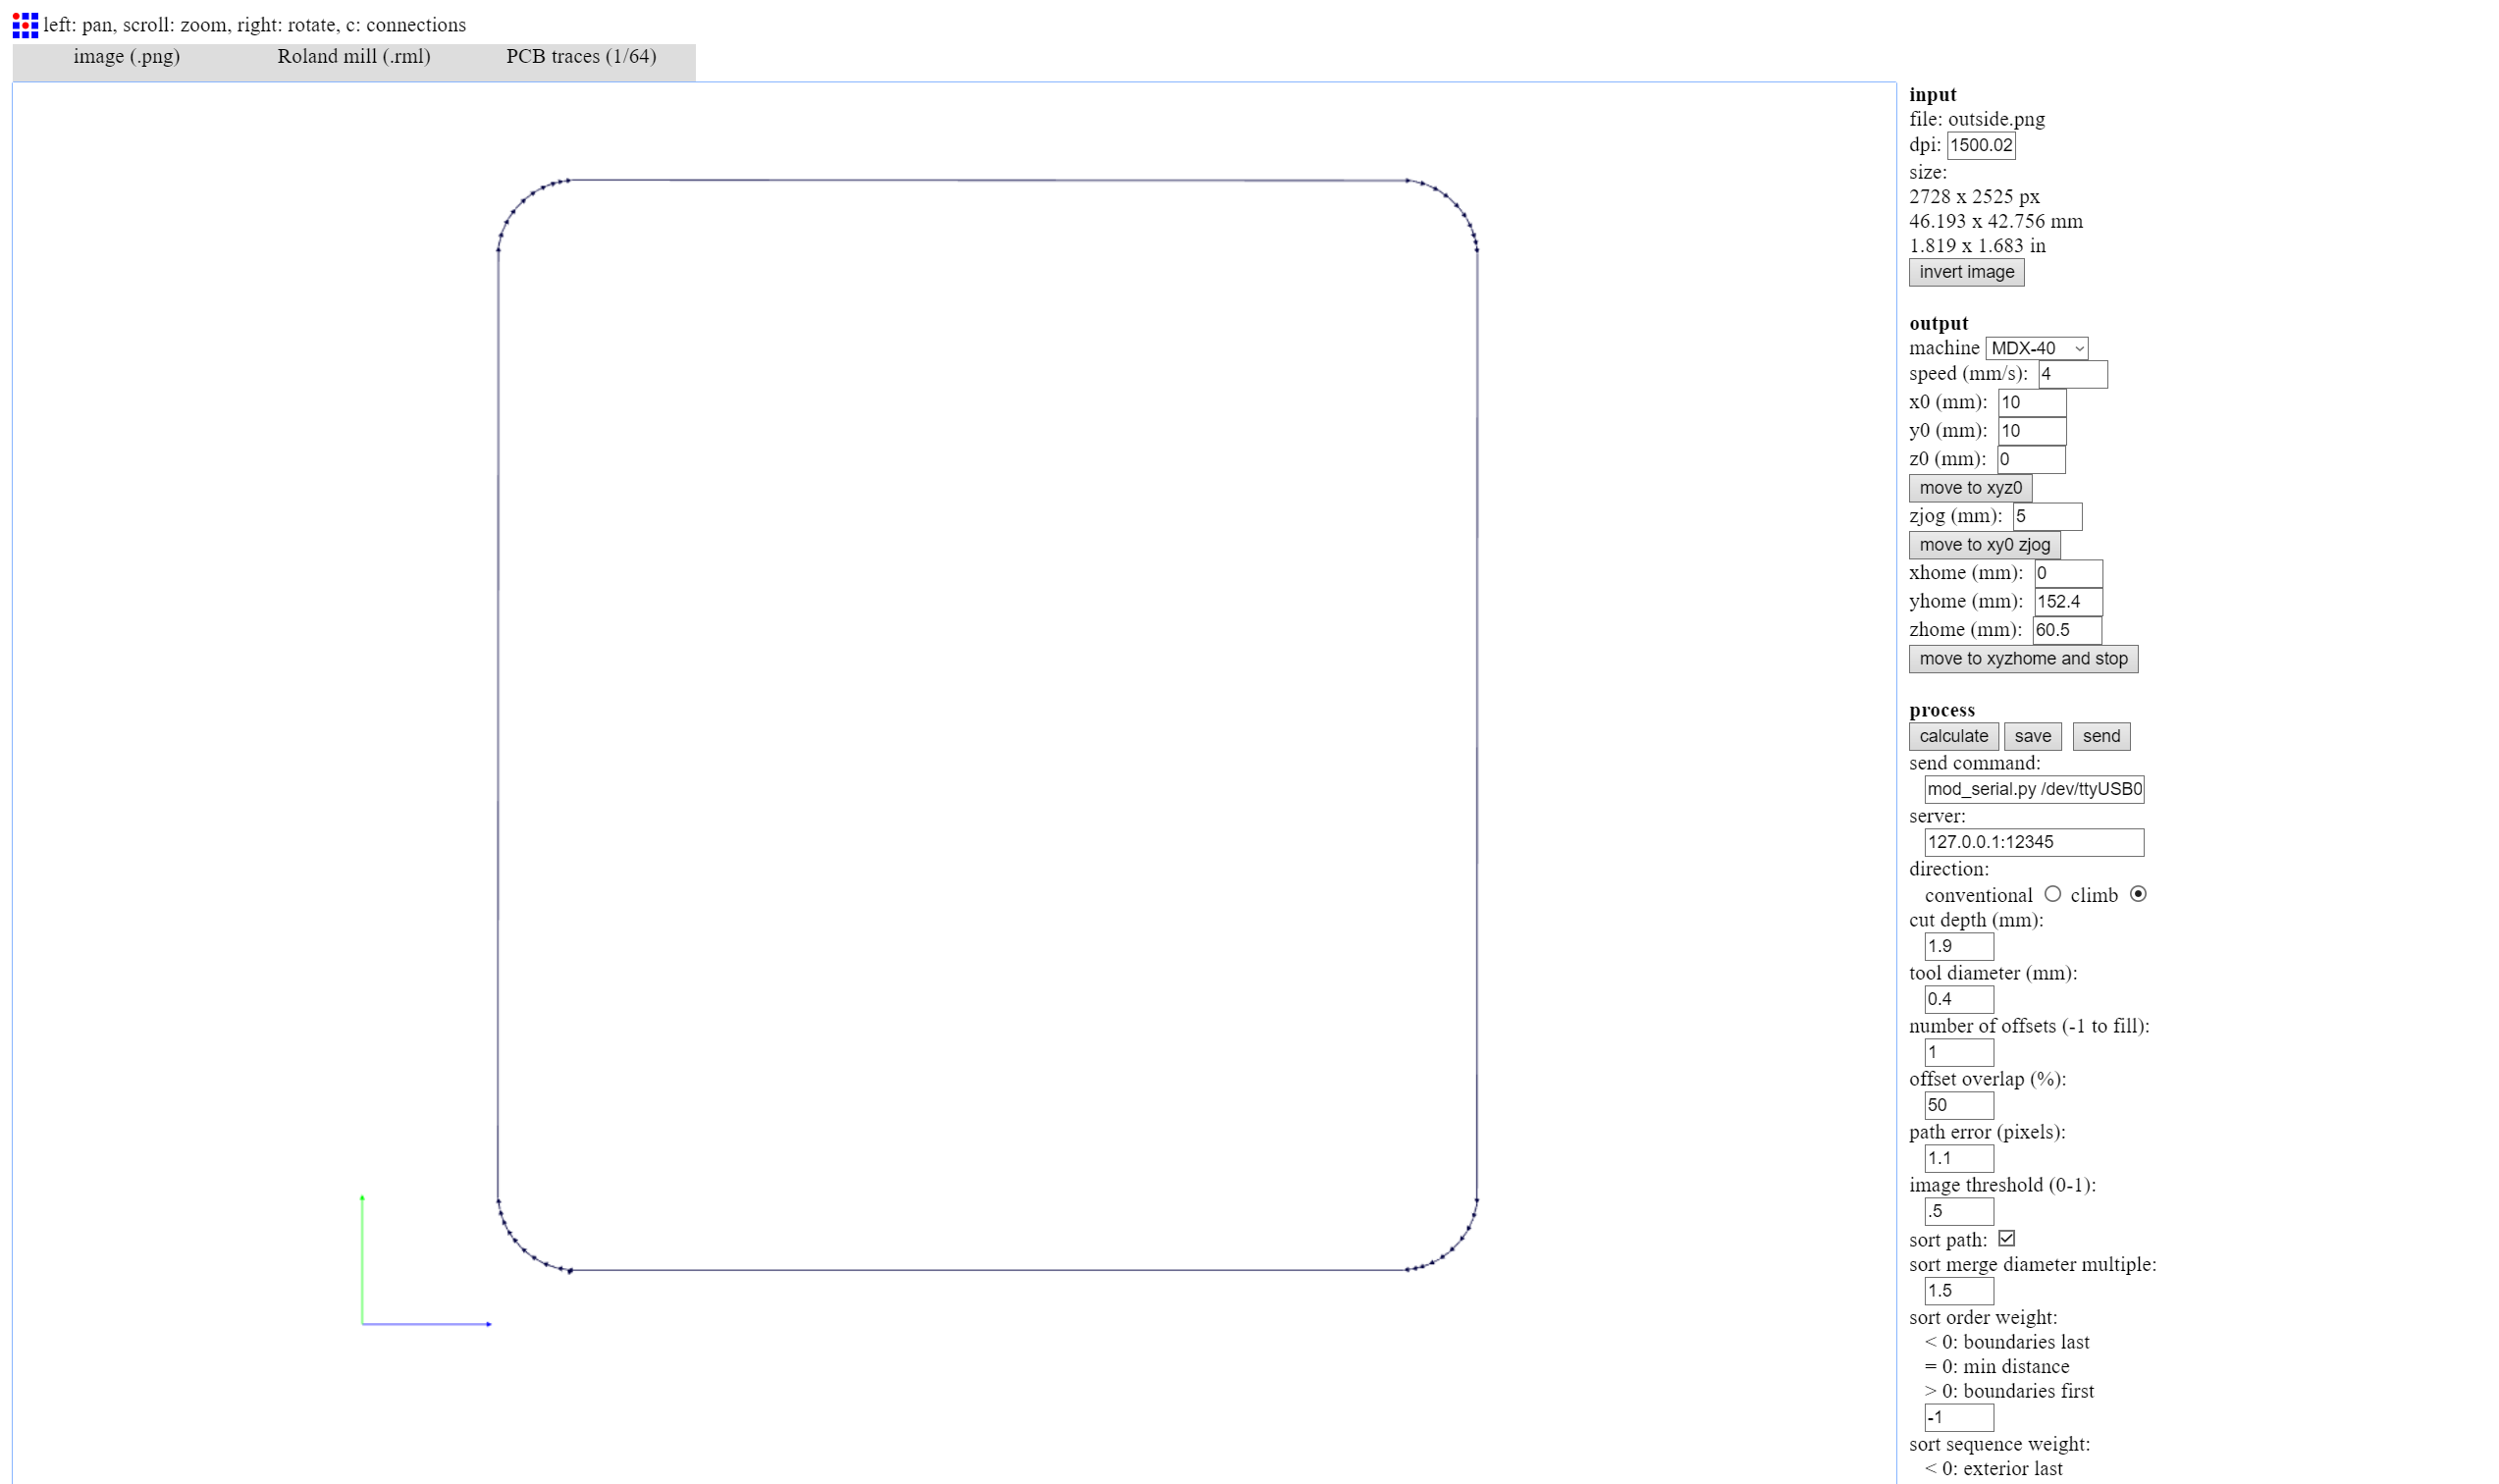 left: pan, scroll: zoom, right: rotate, c: connections
image (.png) Roland mill (.rml) PCB traces (1/64)
input
file: outside.png
dpi: 1500.02
size:
2728 x 2525 px
46.193 x 42.756 mm
1.819 x 1.683 in
invert image
output
machine MDX-40
speed (mm/s): 4
x0 (mm): 10
y0 (mm): 10
z0 (mm): 0
move to xyz0
zjog (mm): 5
move to xy0 zjog
xhome (mm): 0
yhome (mm): 152.4
zhome (mm): 60.5
move to xyzhome and stop
process
calculate save send
send command:
mod_serial.py /dev/ttyUSB0
server:
127.0.0.1:12345
direction:
conventional climb
cut depth (mm):
1.9
tool diameter (mm):
0.4
number of offsets (-1 to fill):
1
offset overlap (%):
50
path error (pixels):
1.1
image threshold (0-1):
.5
sort path:
sort merge diameter multiple:
1.5
sort order weight:
< 0: boundaries last
= 0: min distance
> 0: boundaries first
-1
sort sequence weight:
< 0: exterior last